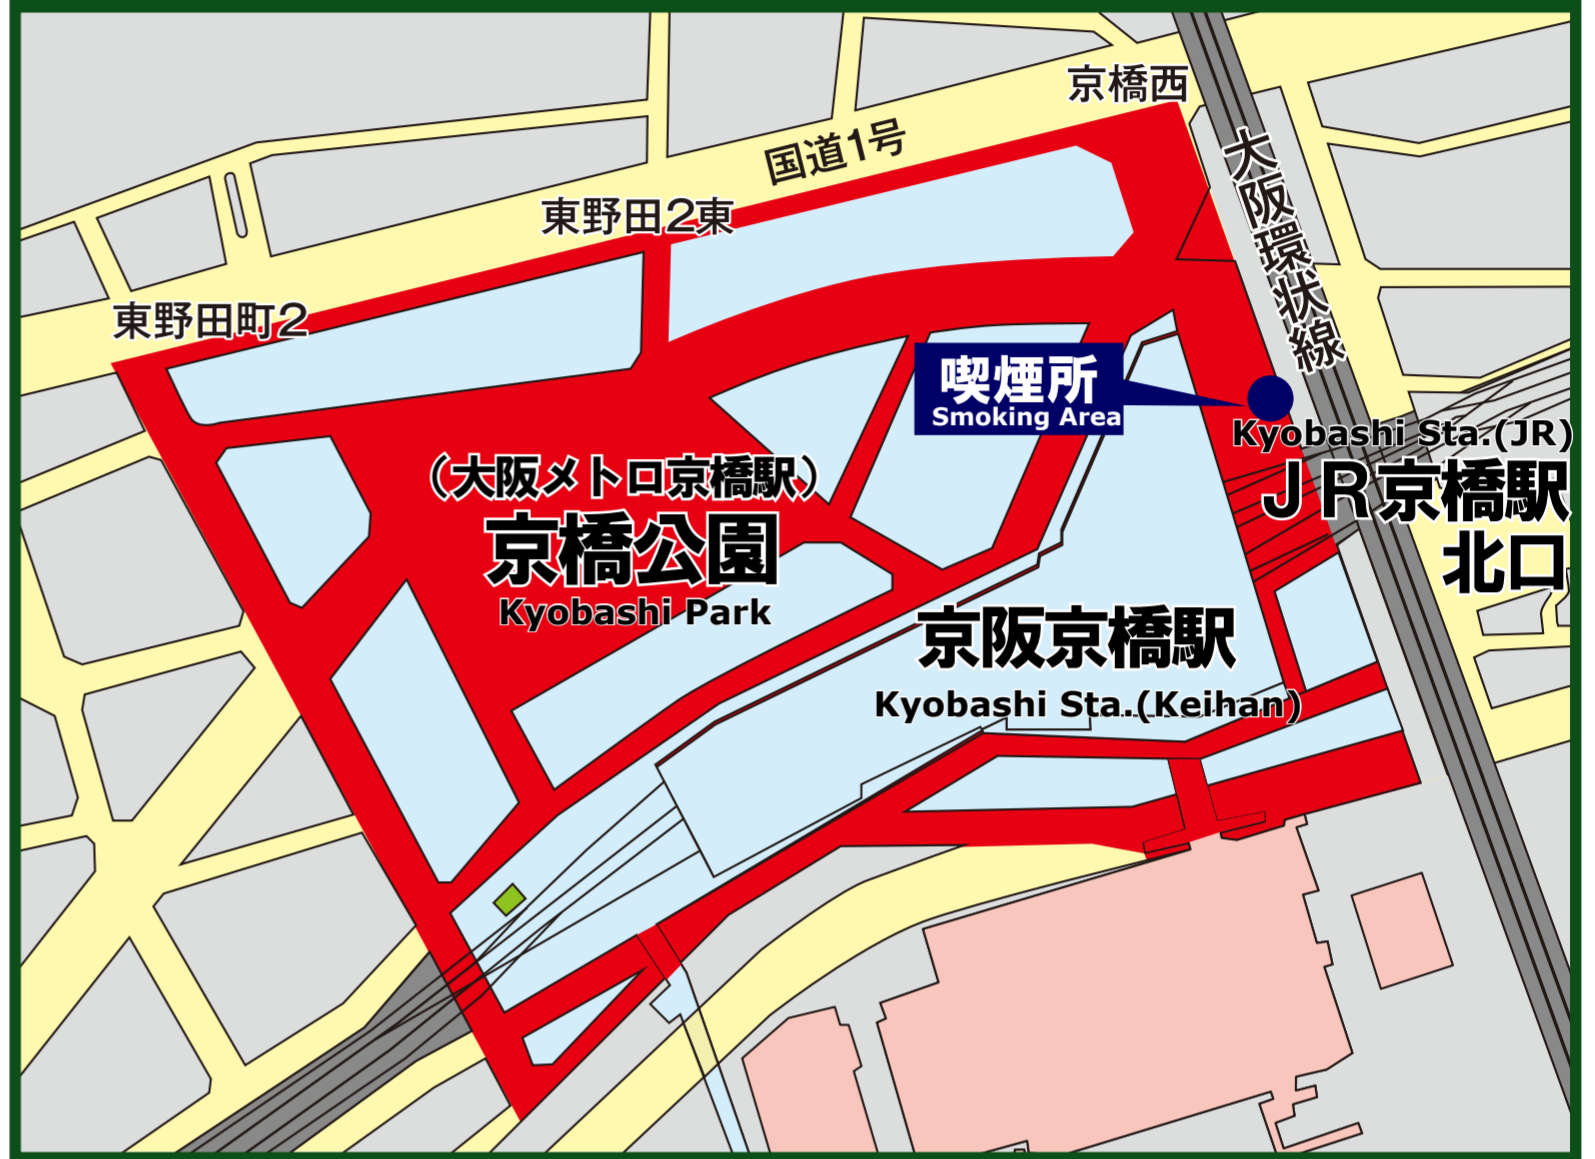 京橋西
国道1号
大阪環状線
東野田2東
東野田町2
喫煙所
Smoking Area
Kyobashi Sta.(JR)
JR京橋駅
北口
（大阪メトロ京橋駅）
京橋公園
Kyobashi Park
京阪京橋駅
Kyobashi Sta.(Keihan)